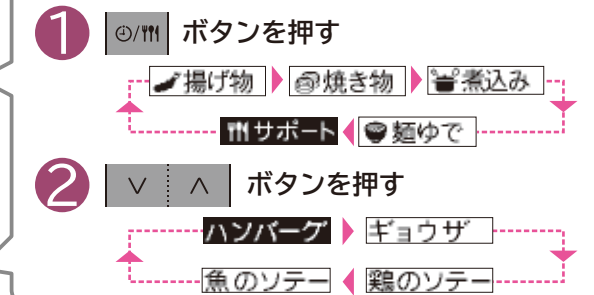 1 ボタンを押す
揚げ物 焼き物 煮込み
サポート 麺ゆで
2 ボタンを押す
ハンバーグ ギョウザ
魚のソテー 鶏のソテー